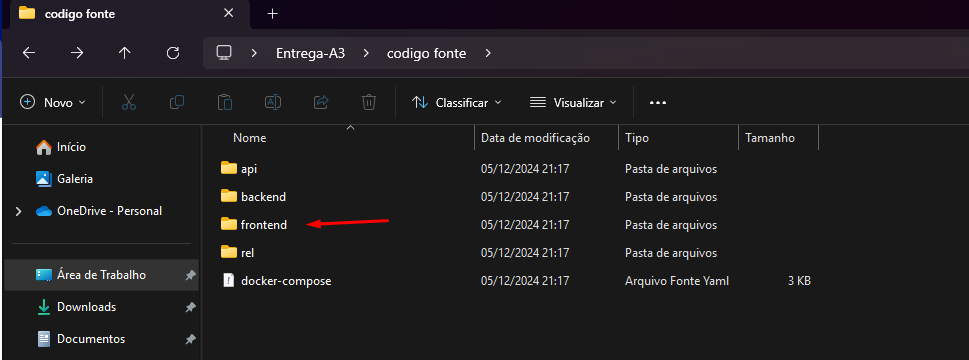 codigo fonte
Entrega-A3 codigo fonte
Novo Classificar Visualizar
Nome Data de modificação Tipo Tamanho
Início
Galeria
OneDrive - Personal
Área de Trabalho
Downloads
Documentos
api 05/12/2024 21:17 Pasta de arquivos
backend 05/12/2024 21:17 Pasta de arquivos
frontend 05/12/2024 21:17 Pasta de arquivos
rel 05/12/2024 21:17 Pasta de arquivos
docker-compose 05/12/2024 21:17 Arquivo Fonte Yaml 3 KB